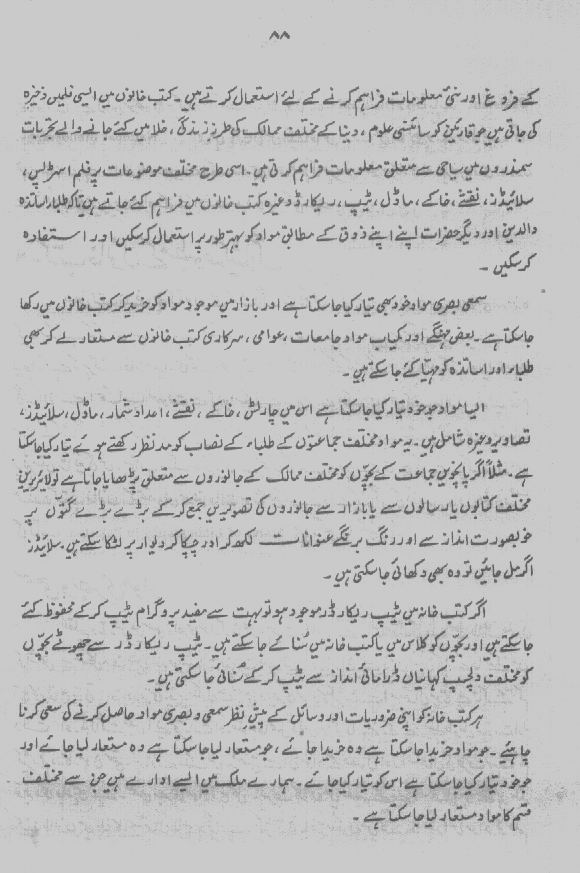 ۸۸
کے فروغ اور نئی معلومات فراہم کرنے کے لئے استعمال کرتے ہیں۔ کتب خانوں میں ایسی فلمیں ذخیرہ
کی جاتی ہیں جو قارئین کو سائنسی علوم، دنیا کے مختلف ممالک کی طرز زندگی، خلا میں کئے جانے والے تجربات
سمندروں میں سیاحی سے متعلق معلومات فراہم کرتی ہیں۔ اسی طرح مختلف موضوعات پر فلم اسٹرپس،
سلائیڈز، نقشے، خاکے، ماڈل، ٹیپ، ریکارڈ وغیرہ کتب خانوں میں فراہم کئے جاتے ہیں تاکہ طلباء، اساتذہ
والدین اور دیگر حضرات اپنے اپنے ذوق کے مطابق مواد کو بہتر طور پر استعمال کر سکیں اور استفادہ
کر سکیں۔
سمعی بصری مواد خود بھی تیار کیا جا سکتا ہے اور بازار میں موجود مواد کو خرید کر کتب خانوں میں رکھا
جا سکتا ہے۔ بعض مہنگے اور کمیاب مواد جامعات، عوامی، سرکاری کتب خانوں سے مستعار لے کر بھی
طلباء اور اساتذہ کو مہیا کئے جا سکتے ہیں۔
ایسا مواد جو خود تیار کیا جا سکتا ہے اس میں چارٹس، خاکے، نقشے، اعداد شمار، ماڈل، سلائیڈز،
تصاویر وغیرہ شامل ہیں۔ یہ مواد مختلف جماعتوں کے طلباء کے نصاب کو مدنظر رکھتے ہوئے تیار کیا جا سکتا
ہے۔ مثلاً اگر پانچویں جماعت کے بچوں کو مختلف ممالک کے جانوروں سے متعلق پڑھایا جاتا ہے تو لائبریرین
مختلف کتابوں یا رسالوں سے یا بازار سے جانوروں کی تصویریں جمع کر کے بڑے بڑے گتوں پر
خوبصورت انداز سے اور رنگ برنگے عنوانات لکھ کر اور چپکا کر دیوار پر لٹکا سکتے ہیں۔ سلائیڈز
اگر مل جائیں تو وہ بھی دکھائی جا سکتی ہیں۔
اگر کتب خانہ میں ٹیپ ریکارڈر موجود ہو تو بہت سے مفید پروگرام ٹیپ کر کے محفوظ کئے
جا سکتے ہیں اور بچوں کو کلاس میں یا کتب خانہ میں سنائے جا سکتے ہیں۔ ٹیپ ریکارڈر سے چھوٹے بچوں
کو مختلف دلچسپ کہانیاں ڈرامائی انداز سے ٹیپ کر کے سنائی جا سکتی ہیں۔
ہر کتب خانہ کو اپنی ضروریات اور وسائل کے پیش نظر سمعی و بصری مواد حاصل کرنے کی سعی کرنا
چاہئیے۔ جو مواد خریدا جا سکتا ہے وہ خریدا جائے، جو مستعار لیا جا سکتا ہے وہ مستعار لیا جائے اور
جو خود تیار کیا جا سکتا ہے اس کو تیار کیا جائے۔ ہمارے ملک میں ایسے ادارے ہیں جن سے مختلف
قسم کا مواد مستعار لیا جا سکتا ہے۔